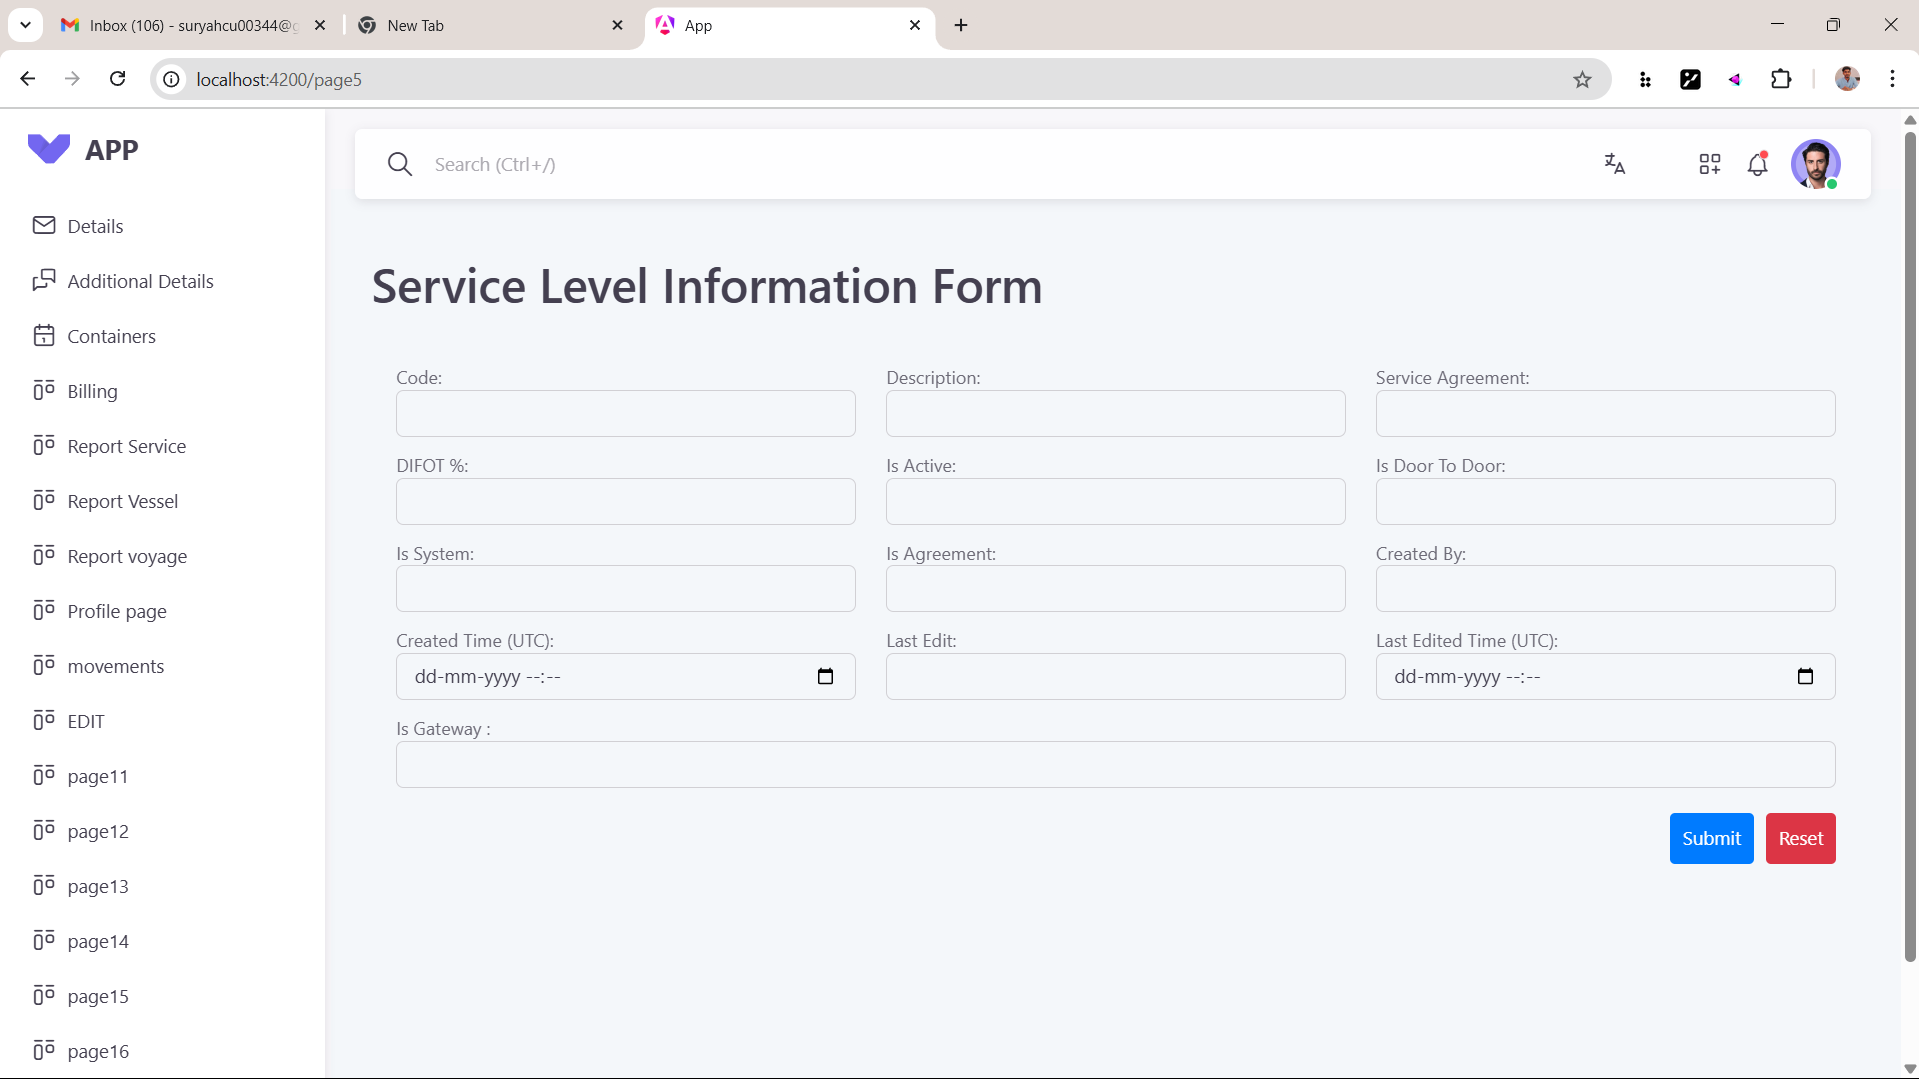 Inbox (106) - suryahcu00344@g
New Tab
App
localhost:4200/page5
APP
Search (Ctrl+/)
Details
Additional Details
Containers
Billing
Report Service
Report Vessel
Report voyage
Profile page
movements
EDIT
page11
page12
page13
page14
page15
page16
Service Level Information Form
Code:
Description:
Service Agreement:
DIFOT %:
Is Active:
Is Door To Door:
Is System:
Is Agreement:
Created By:
Created Time (UTC):
Last Edit:
Last Edited Time (UTC):
dd-mm-yyyy --:--
dd-mm-yyyy --:--
Is Gateway :
Submit
Reset